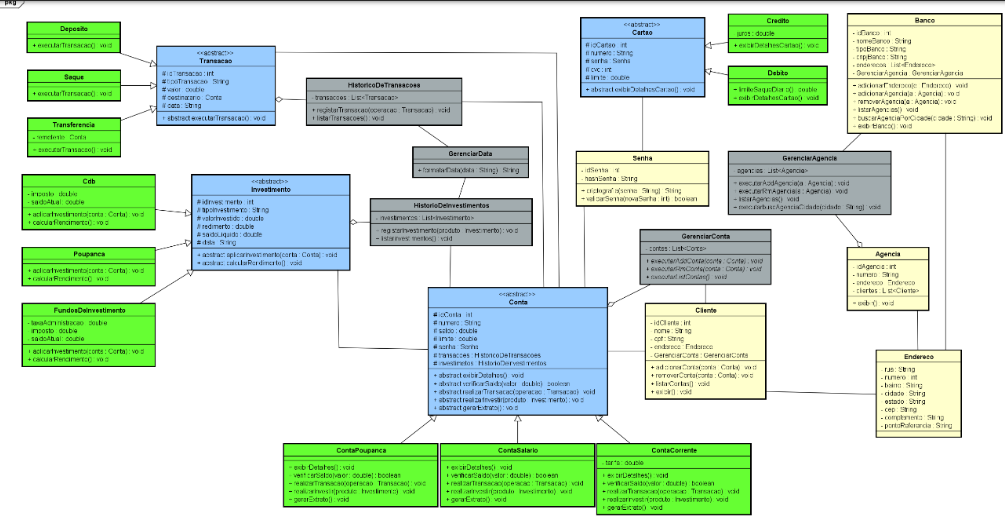 pkg
Deposito
+ executarTransacao() : void
Saque
+ executarTransacao() : void
Transferencia
- remetente : Conta
+ executarTransacao() : void
<<abstract>>
Transacao
# idTransacao : int
# tipoTransacao : String
# valor : double
# destinatario : Conta
# data : String
+ abstract executarTransacao() : void
HistoricoDeTransacoes
- transacoes : List<Transacao>
+ registrarTransacao(operacao : Transacao) : void
+ listarTransacoes() : void
GerenciarData
+ formatarData(data : String) : String
<<abstract>>
Cartao
# idCartao : int
# numero : String
# senha : Senha
# cvc : int
# limite : double
+ abstract exibirDetalhesCartao() : void
Credito
- juros : double
+ exibirDetalhesCartao() : void
Debito
- limiteSaqueDiario : double
- exibirDetalhesCartao() : void
Banco
- idBanco : int
- nomeBanco : String
- tipoBanco : String
- cnpjBanco : String
- enderecos : List<Endereco>
- GerenciarAgencia : GerenciarAgencia
+ adicionarEndereco(e : Endereco) : void
+ adicionarAgencia(a : Agencia) : void
+ removerAgencia(a : Agencia) : void
- listarAgencias() : void
- buscarAgenciaPorCidade(cidade : String) : void
- exibirBanco() : void
Senha
- idSenha : int
- hashSenha : String
+ criptografia(senha : String) : String
+ validarSenha(novaSenha : int) : boolean
GerenciarAgencia
- agencias : List<Agencia>
+ executarAddAgencia(a : Agencia) : void
+ executarRmAgencia(a : Agencia) : void
- listarAgencias() : void
- executarbuscAgenciaCidade(cidade : String) : void
Cdb
- imposto : double
- saldoAtual : double
+ aplicarInvestimento(conta : Conta) : void
+ calcularRendimento() : void
Poupanca
+ aplicarInvestimento(conta : Conta) : void
+ calcularRendimento() : void
FundosDeInvestimento
- taxaAdministracao : double
- imposto : double
- saldoAtual : double
+ aplicarInvestimento(conta : Conta) : void
+ calcularRendimento() : void
<<abstract>>
Investimento
# idInvestimento : int
# tipoInvestimento : String
# valorInvestido : double
# redimento : double
# saldoLiquido : double
# data : String
+ abstract aplicarInvestimento(conta : Conta) : void
+ abstract calcularRendimento() : void
HistorioDeInvestimentos
- investimentos : List<Investimento>
- registrarInvestimento(produto : Investimento) : void
- listarInvestimentos() : void
GerenciarConta
- contas : List<Conta>
+ executarAddConta(conta : Conta) : void
+ executarRmConta(conta : Conta) : void
+ executarListContas() : void
Agencia
- idAgencia : int
- numero : String
- endereco : Endereco
- clientes : List<Cliente>
+ exibir() : void
<<abstract>>
Conta
# idConta : int
# numero : String
# saldo : double
# limite : double
# senha : Senha
# transacoes : HistoricoDeTransacoes
# investimetos : HistorioDeInvestimentos
+ abstract exibirDetalhes() : void
+ abstract verificarSaldo(valor : double) : boolean
+ abstract realizarTransacao(operacao : Transacao) : void
+ abstract realizarInvestir(produto : Investimento) : void
+ abstract gerarExtrato() : void
Cliente
- idCliente : int
- nome : String
- cpf : String
- endereco : Endereco
- GerenciarConta : GerenciarConta
+ adicionarConta(conta : Conta) : void
+ removerConta(conta : Conta) : void
+ listarContas() : void
+ exibir() : void
Endereco
- rua : String
- numero : int
- bairro : String
- cidade : String
- estado : String
- cep : String
- complemento : String
- pontoReferancia : String
ContaPoupanca
- exibirDetalhes() : void
- verificarSaldo(valor : double) : boolean
- realizarTransacao(operacao : Transacao) : void
- realizarInvestir(produto : Investimento) : void
- gerarExtrato() : void
ContaSalario
+ exibirDetalhes() : void
+ verificarSaldo(valor : double) : boolean
+ realizarTransacao(operacao : Transacao) : void
+ realizarInvestir(produto : Investimento) : void
+ gerarExtrato() : void
ContaCorrente
- tarifa : double
+ exibirDetalhes() : void
+ verificarSaldo(valor : double) : boolean
+ realizarTransacao(operacao : Transacao) : void
+ realizarInvestir(produto : Investimento) : void
+ gerarExtrato() : void